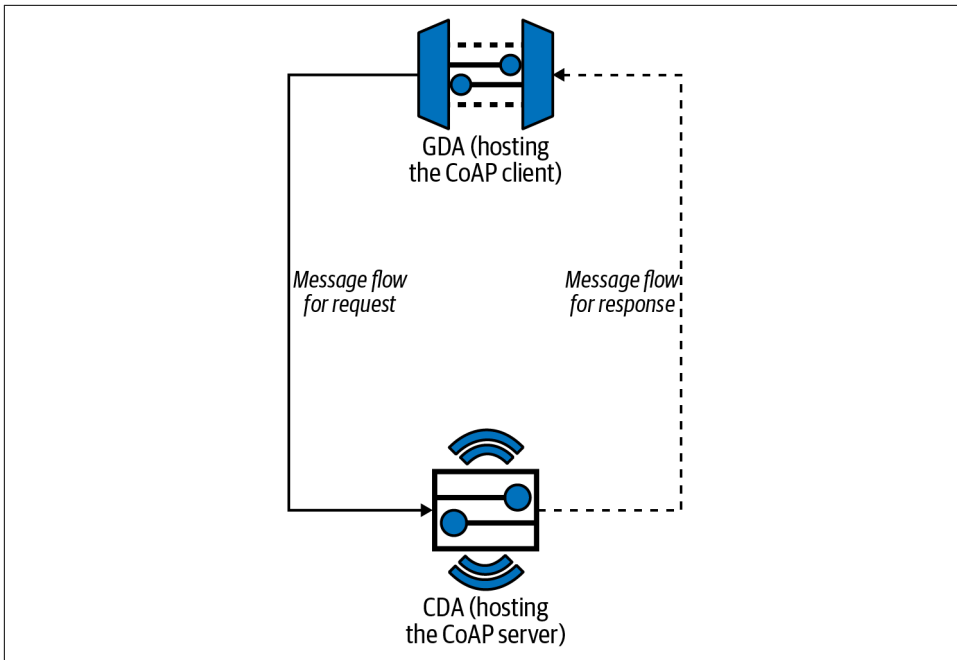 GDA (hosting
the CoAP client)
Message flow
for request
Message flow
for response
CDA (hosting
the CoAP server)